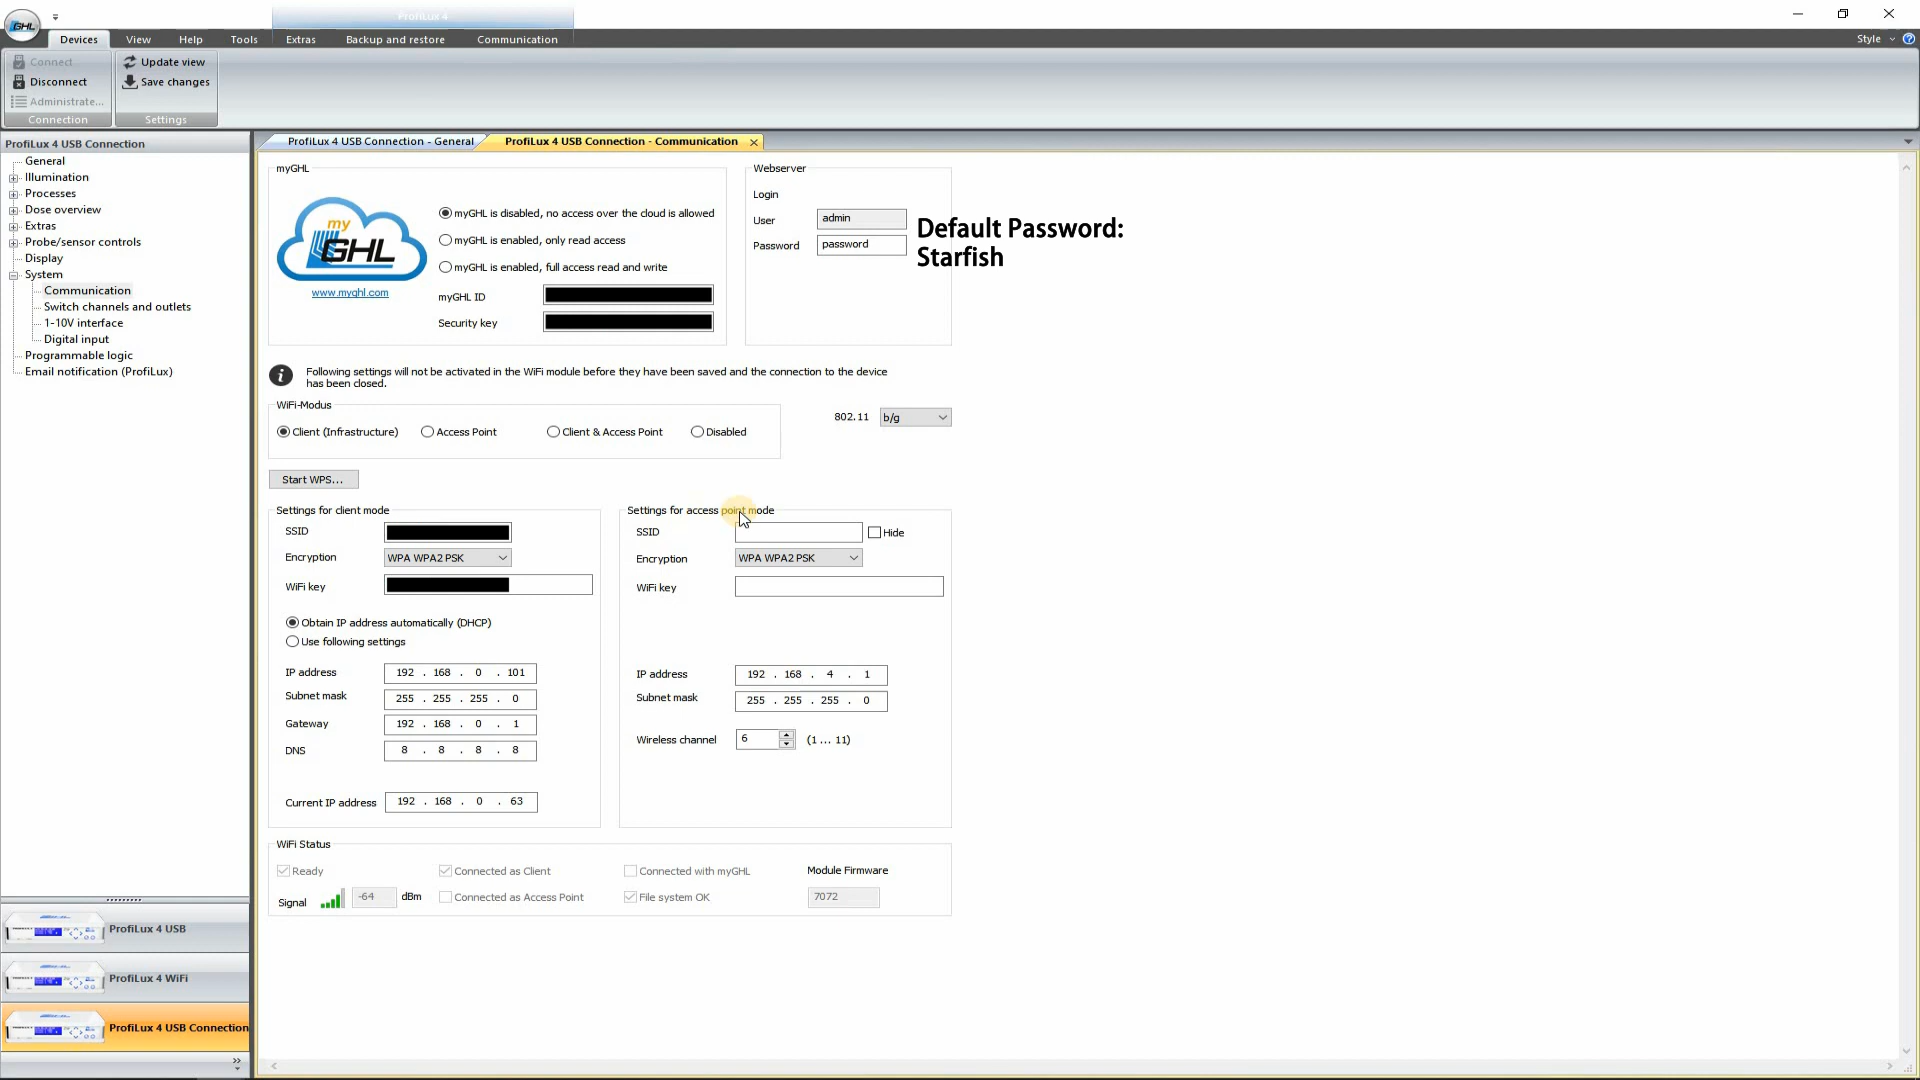 ProfiLux 4
Devices View Help Tools Extras Backup and restore Communication
Style
Connect
Disconnect
Administrate...
Connection
Update view
Save changes
Settings
ProfiLux 4 USB Connection
General
Illumination
Processes
Dose overview
Extras
Probe/sensor controls
Display
System
Communication
Switch channels and outlets
1-10V interface
Digital input
Programmable logic
Email notification (ProfiLux)
ProfiLux 4 USB
ProfiLux 4 WiFi
ProfiLux 4 USB Connection
ProfiLux 4 USB Connection - General
ProfiLux 4 USB Connection - Communication
myGHL
my
GHL
www.myghl.com
myGHL is disabled, no access over the cloud is allowed
myGHL is enabled, only read access
myGHL is enabled, full access read and write
myGHL ID
Security key
Webserver
Login
User admin
Password password
Default Password:
Starfish
Following settings will not be activated in the WiFi module before they have been saved and the connection to the device
has been closed.
WiFi-Modus
Client (Infrastructure) Access Point Client & Access Point Disabled
802.11 b/g
Start WPS...
Settings for client mode
SSID
Encryption WPA WPA2 PSK
WiFi key
Obtain IP address automatically (DHCP)
Use following settings
IP address 192 . 168 . 0 . 101
Subnet mask 255 . 255 . 255 . 0
Gateway 192 . 168 . 0 . 1
DNS 8 . 8 . 8 . 8
Current IP address 192 . 168 . 0 . 63
Settings for access point mode
SSID Hide
Encryption WPA WPA2 PSK
WiFi key
IP address 192 . 168 . 4 . 1
Subnet mask 255 . 255 . 255 . 0
Wireless channel 6 (1 ... 11)
WiFi Status
Ready Connected as Client Connected with myGHL Module Firmware
Signal -64 dBm Connected as Access Point File system OK 7072